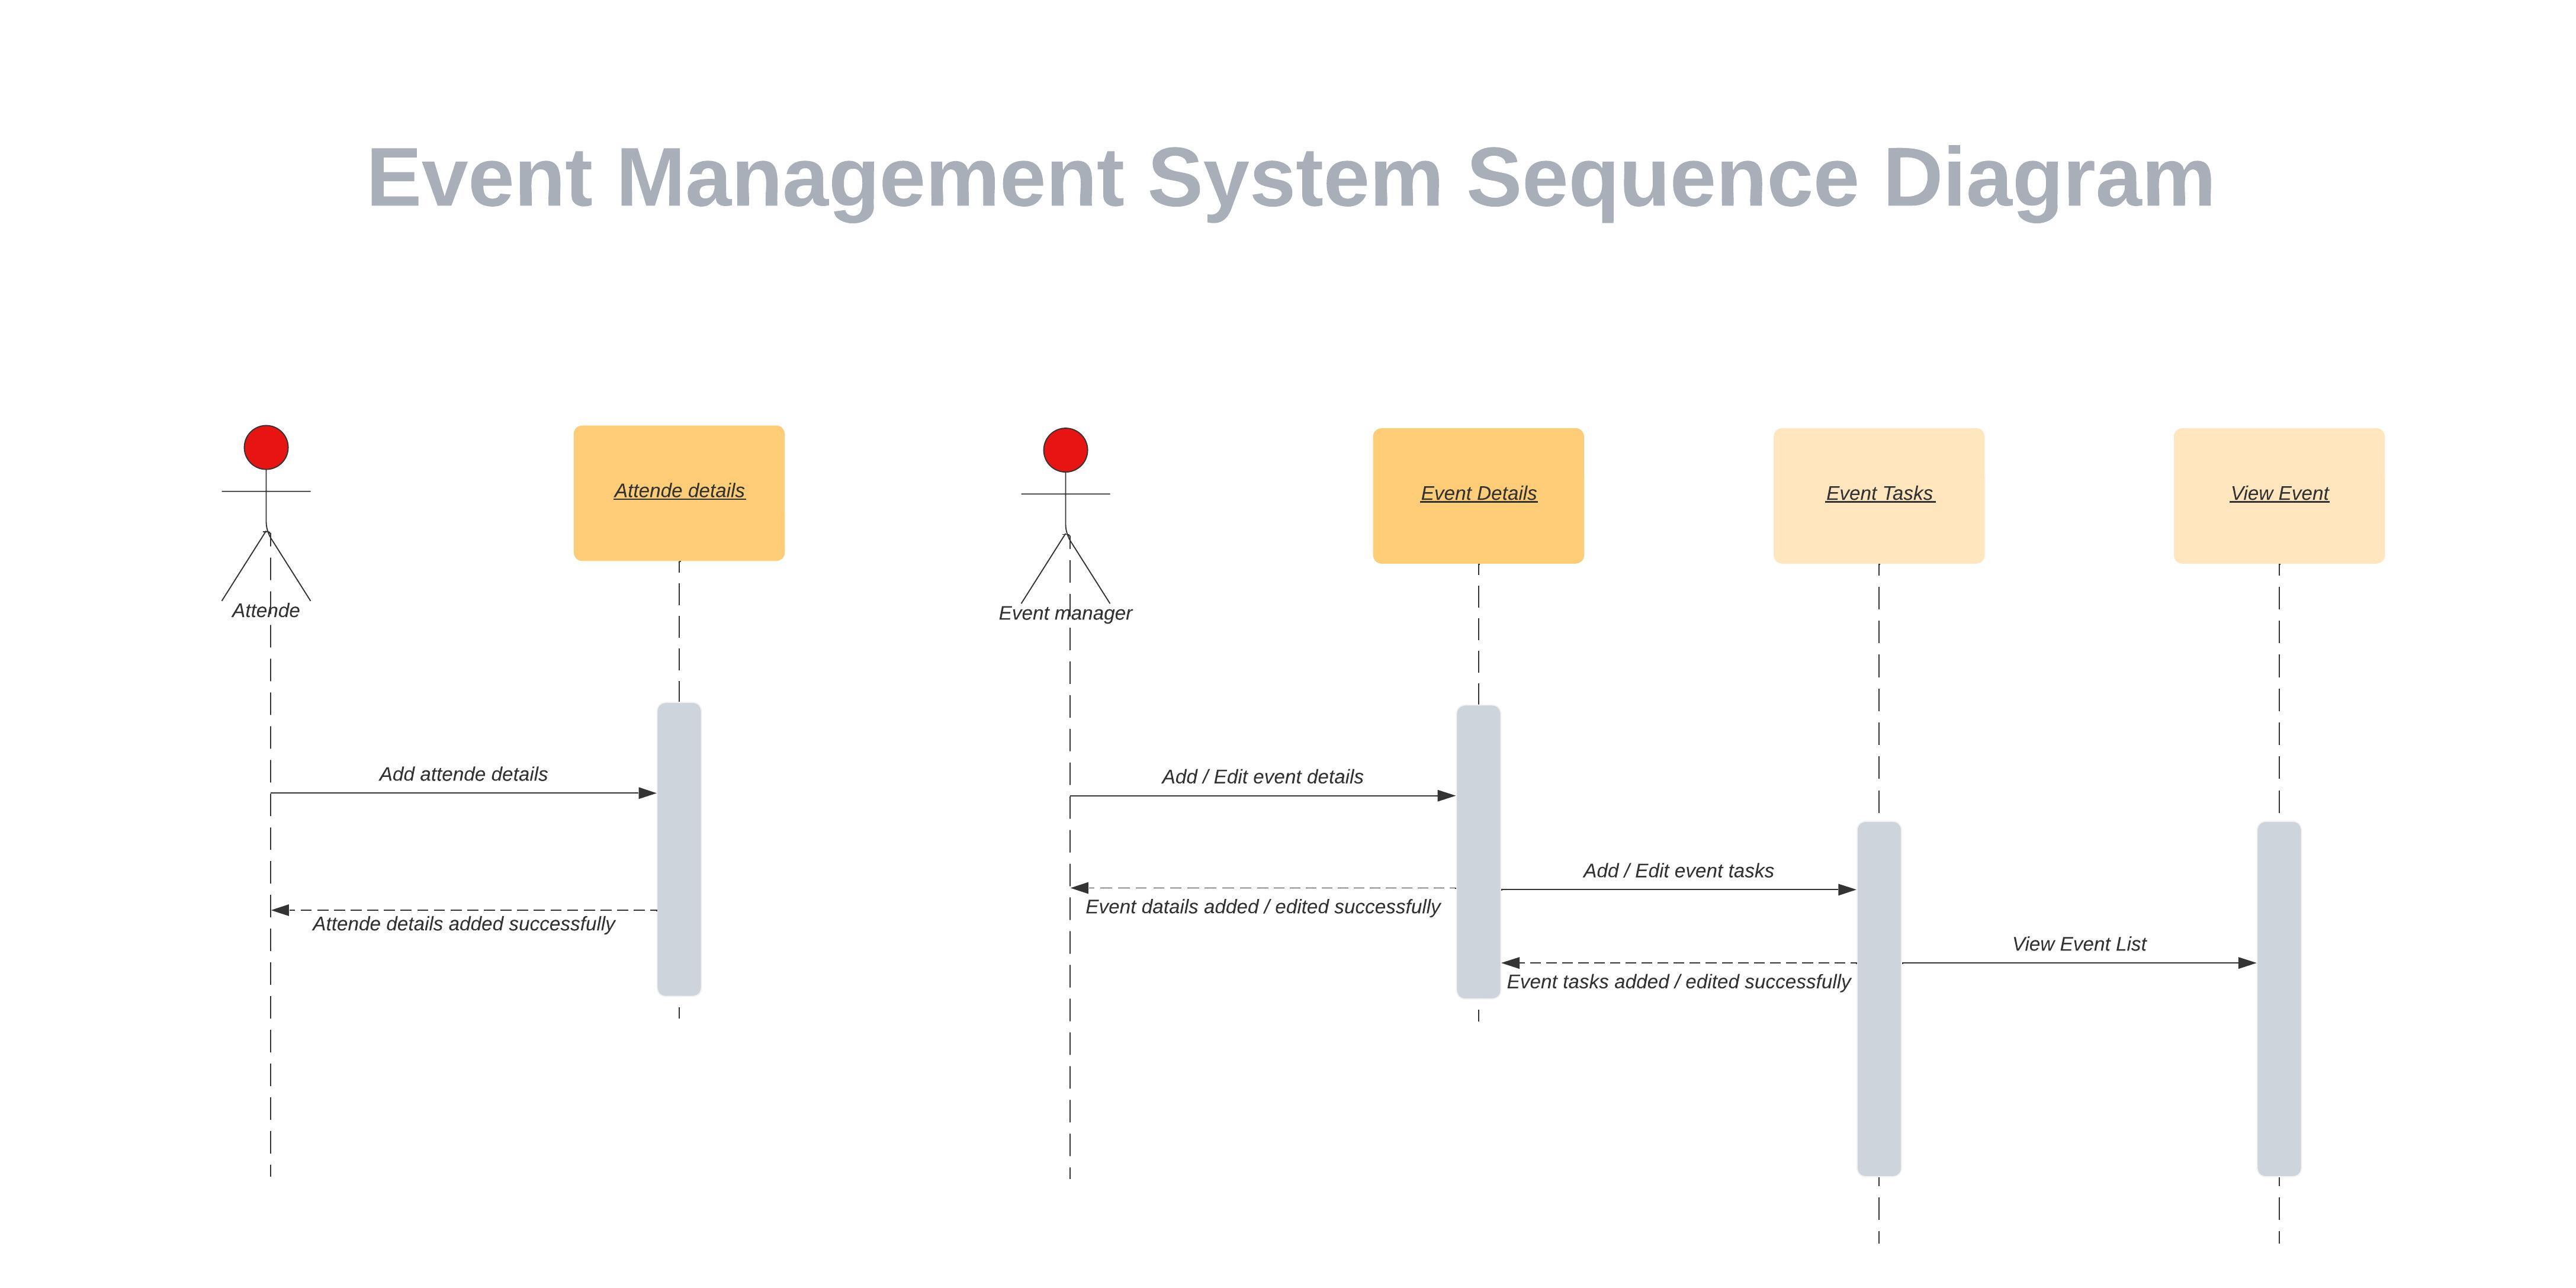 Event Management System Sequence Diagram
Attende details
Event Details
Event Tasks
View Event
Attende
Event manager
Add attende details
Add / Edit event details
Add / Edit event tasks
Event datails added / edited successfully
Attende details added successfully
View Event List
Event tasks added / edited successfully